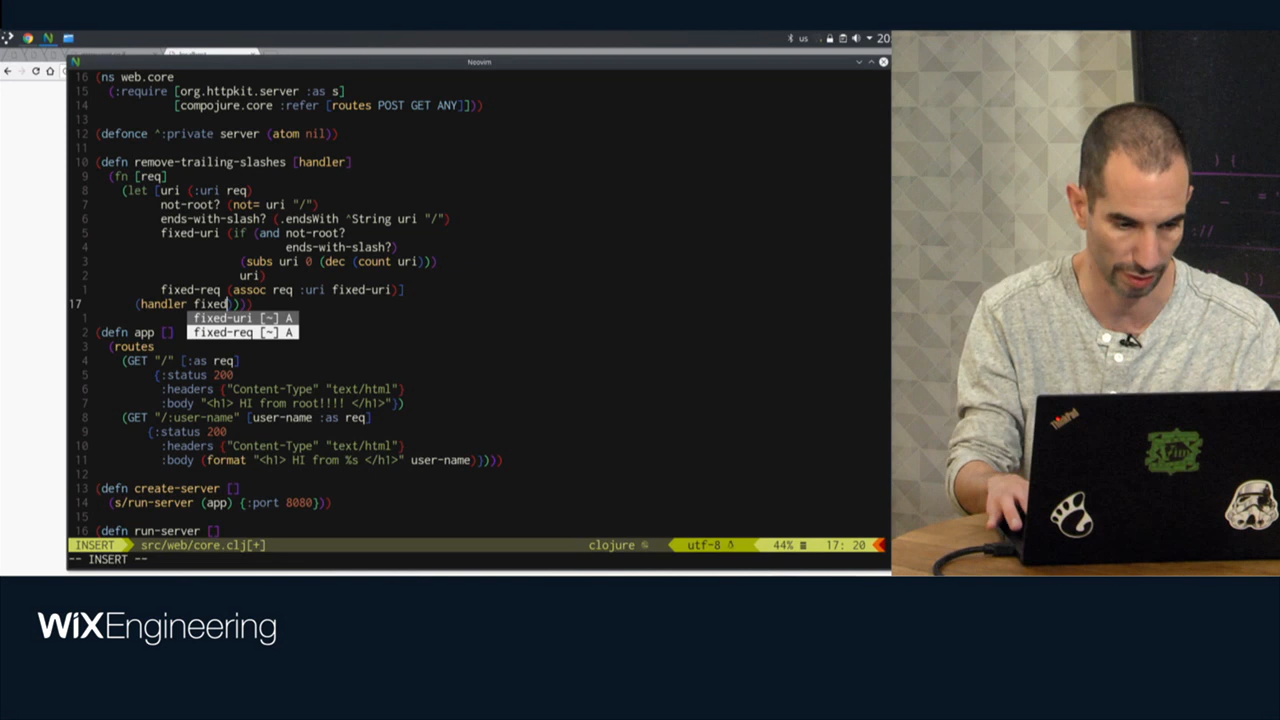 us
20
Neovim
16 (ns web.core
15 (:require [org.httpkit.server :as s]
14 [compojure.core :refer [routes POST GET ANY]]))
13
12 (defonce ^:private server (atom nil))
11
10 (defn remove-trailing-slashes [handler]
9 (fn [req]
8 (let [uri (:uri req)
7 not-root? (not= uri "/")
6 ends-with-slash? (.endsWith ^String uri "/")
5 fixed-uri (if (and not-root?
4 ends-with-slash?)
3 (subs uri 0 (dec (count uri)))
2 uri)
1 fixed-req (assoc req :uri fixed-uri)]
17 (handler fixed))))
1 fixed-uri [~] A
2 (defn app [] fixed-req [~] A
3 (routes
4 (GET "/" [:as req]
5 {:status 200
6 :headers {"Content-Type" "text/html"}
7 :body "<h1> HI from root!!!! </h1>"})
8 (GET "/:user-name" [user-name :as req]
9 {:status 200
10 :headers {"Content-Type" "text/html"}
11 :body (format "<h1> HI from %s </h1>" user-name)})))
12
13 (defn create-server []
14 (s/run-server (app) {:port 8080}))
15
16 (defn run-server []
INSERT src/web/core.clj[+] clojure utf-8 44% 17: 20
-- INSERT --
ThinkPad
Vim
WiXEngineering